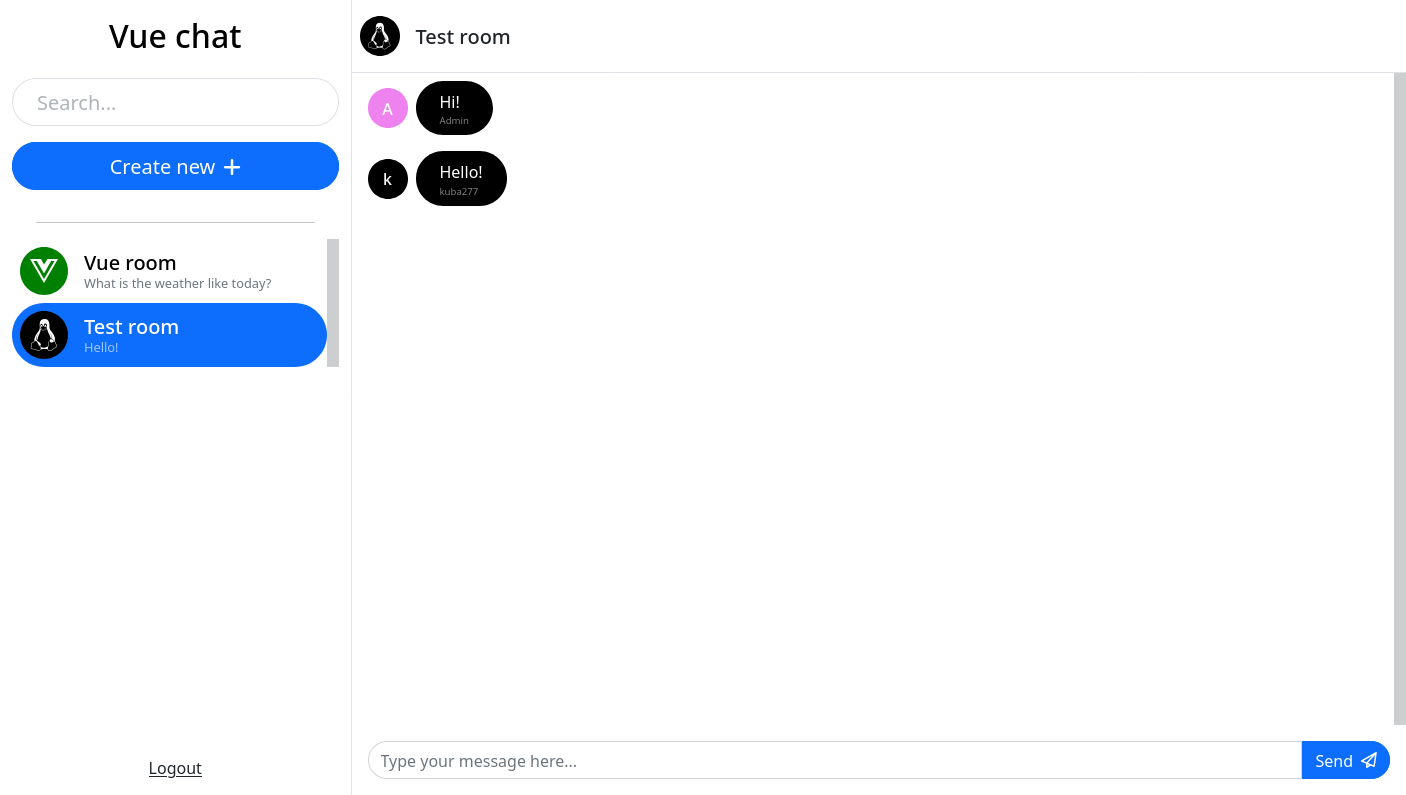 Vue chat
Search...
Create new
Vue room
What is the weather like today?
Test room
Hello!
Logout
Test room
A
Hi!
Admin
k
Hello!
kuba277
Type your message here...
Send